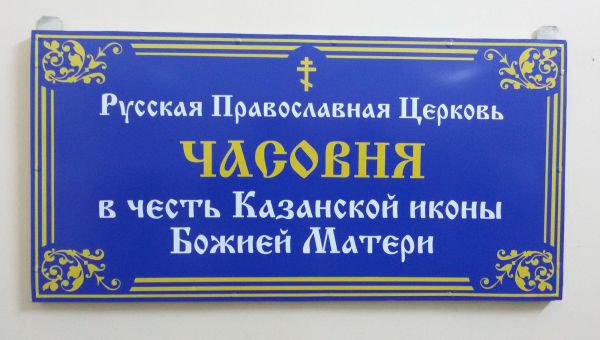 Русская Православная Церковь
ЧАСОВНЯ
в честь Казанской иконы
Божией Матери